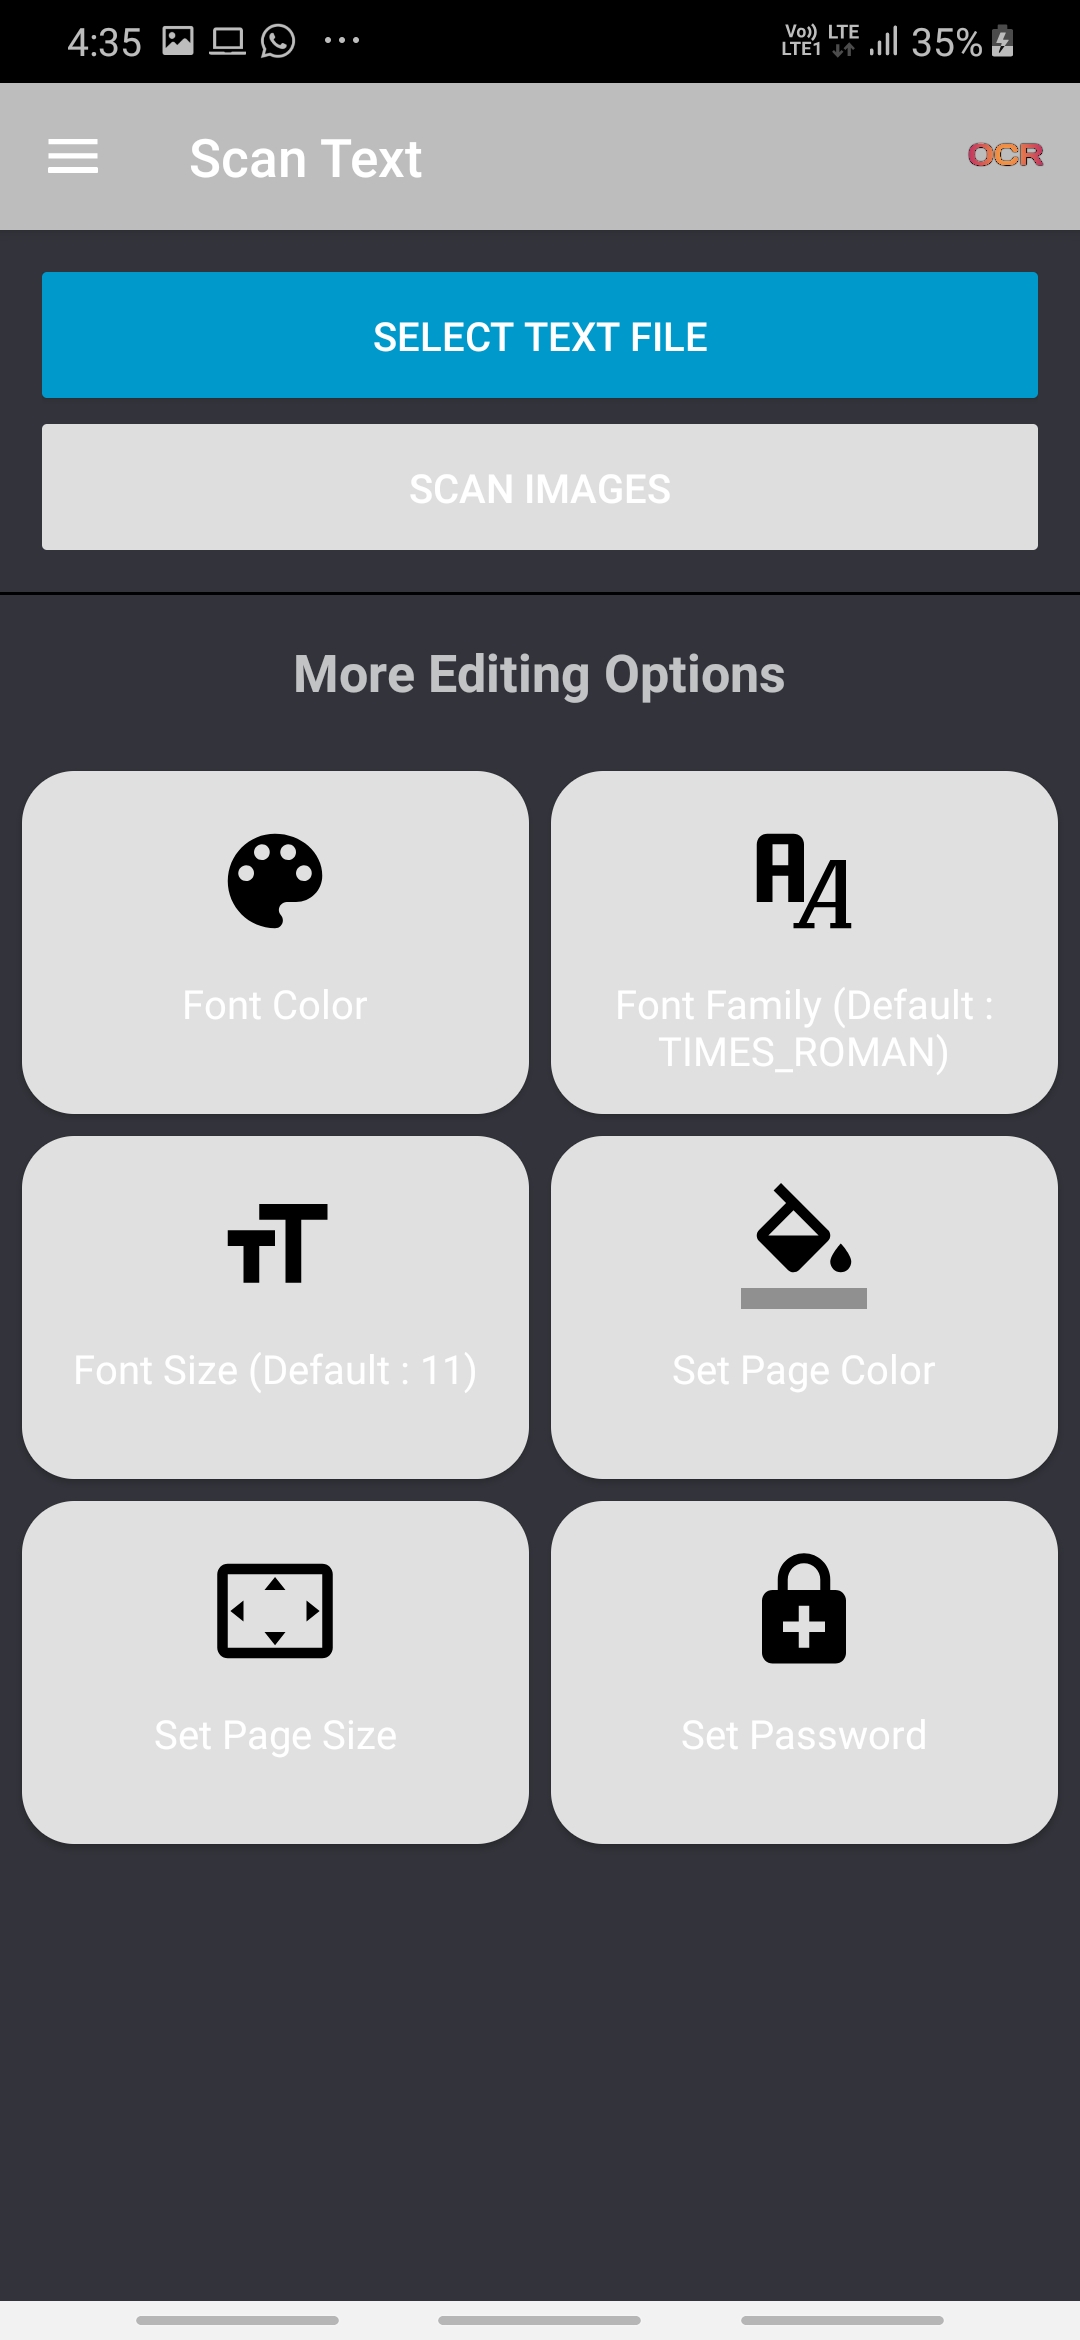 4:35
Vo)) LTE
LTE1
35%
Scan Text
OCR
SELECT TEXT FILE
SCAN IMAGES
More Editing Options
Font Color
Font Family (Default :
TIMES_ROMAN)
Font Size (Default : 11)
Set Page Color
Set Page Size
Set Password